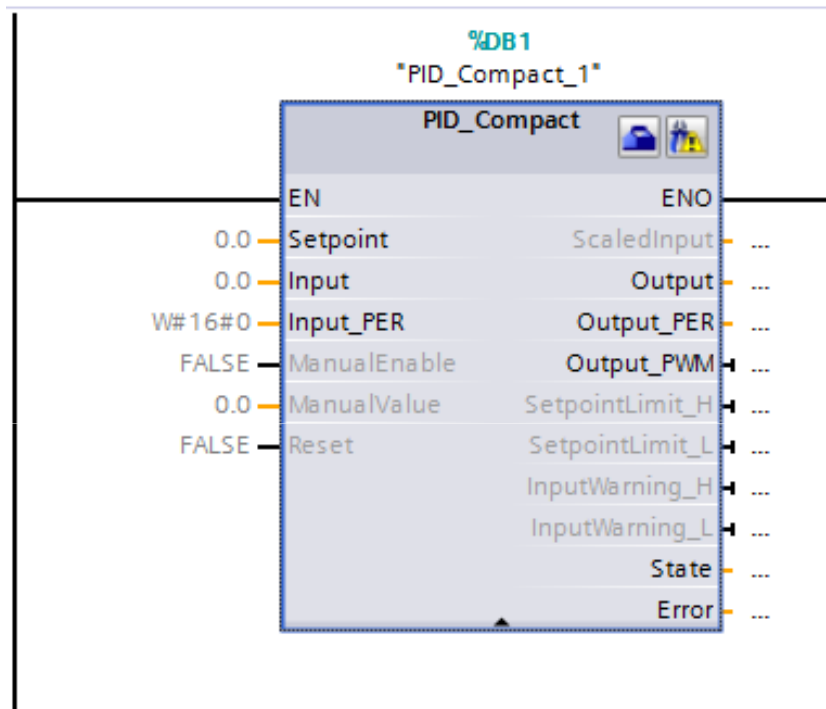 %DB1
"PID_Compact_1"
PID_Compact
EN ENO
0.0 Setpoint ScaledInput ...
0.0 Input Output ...
W#16#0 Input_PER Output_PER ...
FALSE ManualEnable Output_PWM ...
0.0 ManualValue SetpointLimit_H ...
FALSE Reset SetpointLimit_L ...
InputWarning_H ...
InputWarning_L ...
State ...
Error ...